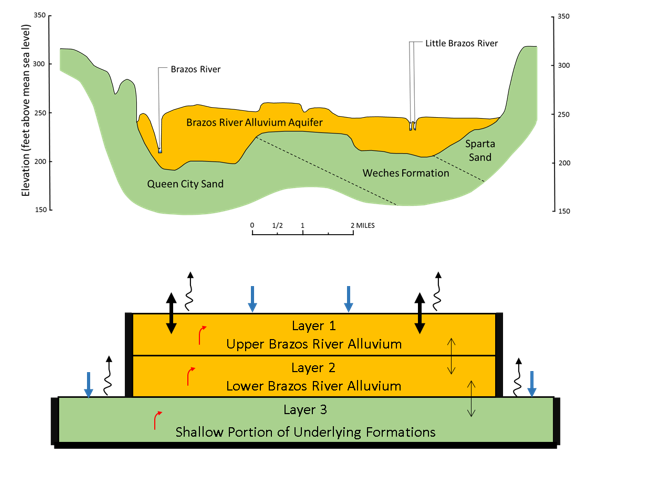 Elevation (feet above mean sea level)
350
300
250
200
150
350
300
250
200
150
Brazos River
Little Brazos River
Brazos River Alluvium Aquifer
Sparta
Sand
Weches Formation
Queen City Sand
0 1/2 1 2 MILES
Layer 1
Upper Brazos River Alluvium
Layer 2
Lower Brazos River Alluvium
Layer 3
Shallow Portion of Underlying Formations